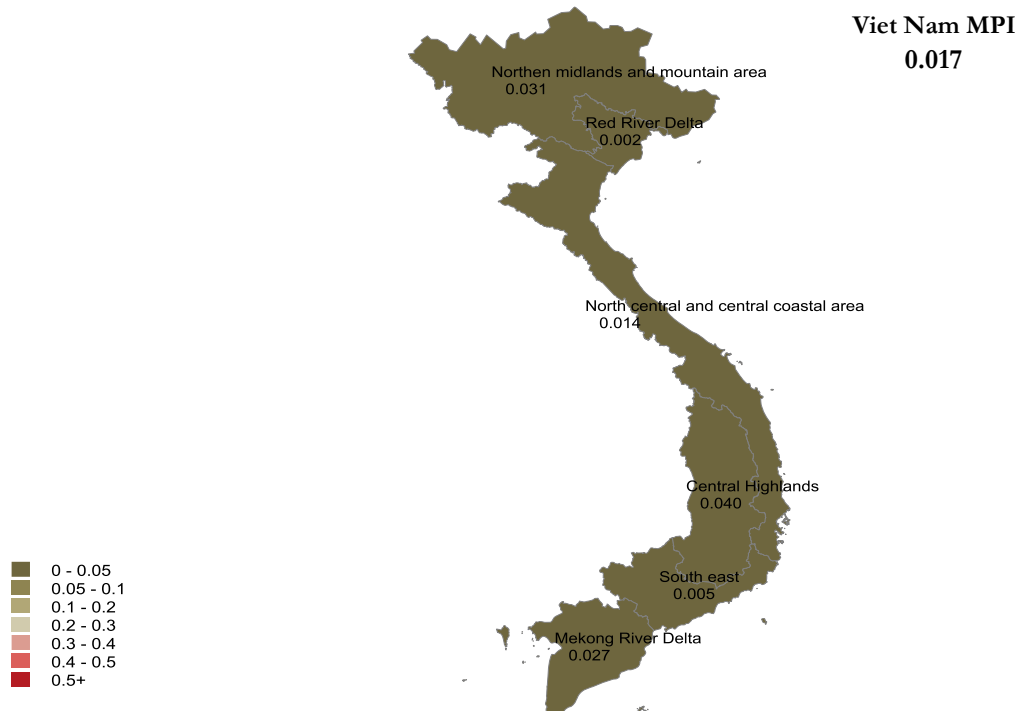 Viet Nam MPI
0.017
Northen midlands and mountain area
0.031
Red River Delta
0.002
North central and central coastal area
0.014
Central Highlands
0.040
South east
0.005
Mekong River Delta
0.027
0 - 0.05
0.05 - 0.1
0.1 - 0.2
0.2 - 0.3
0.3 - 0.4
0.4 - 0.5
0.5+